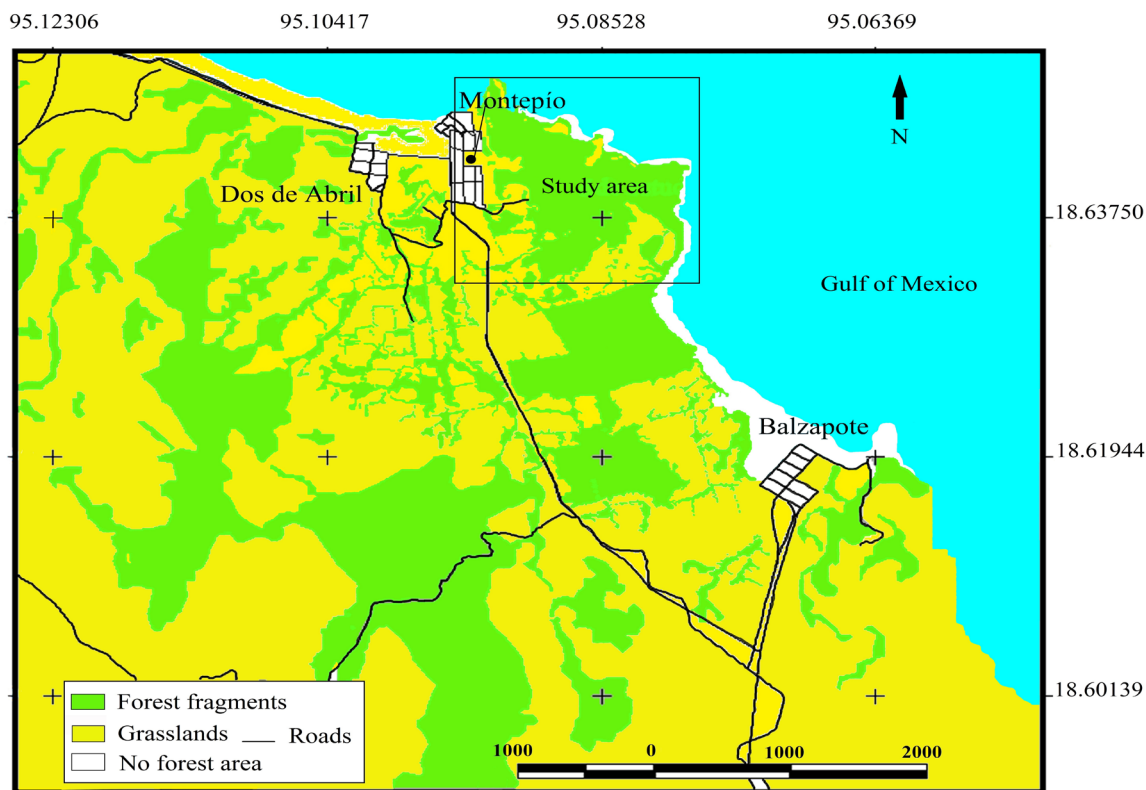 95.12306 95.10417 95.08528 95.06369
Montepío
N
Dos de Abril
Study area
18.63750
Gulf of Mexico
Balzapote
18.61944
18.60139
Forest fragments
Grasslands Roads
No forest area
1000 0 1000 2000